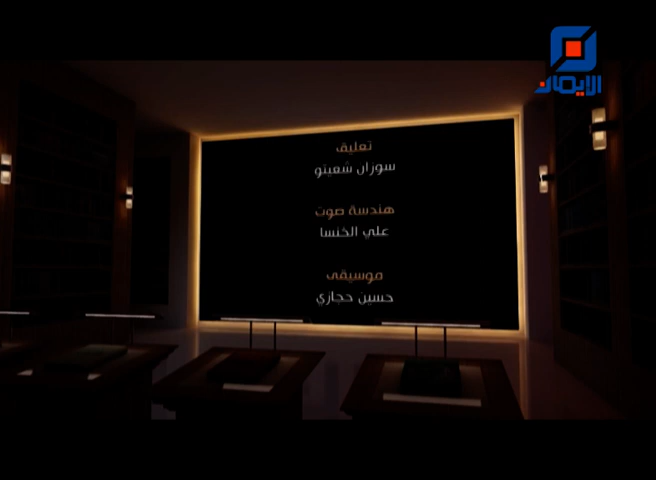 الإيمان
تعليق
سوزان شعيتو
هندسة صوت
علي الخنسا
موسيقى
حسين حجازي